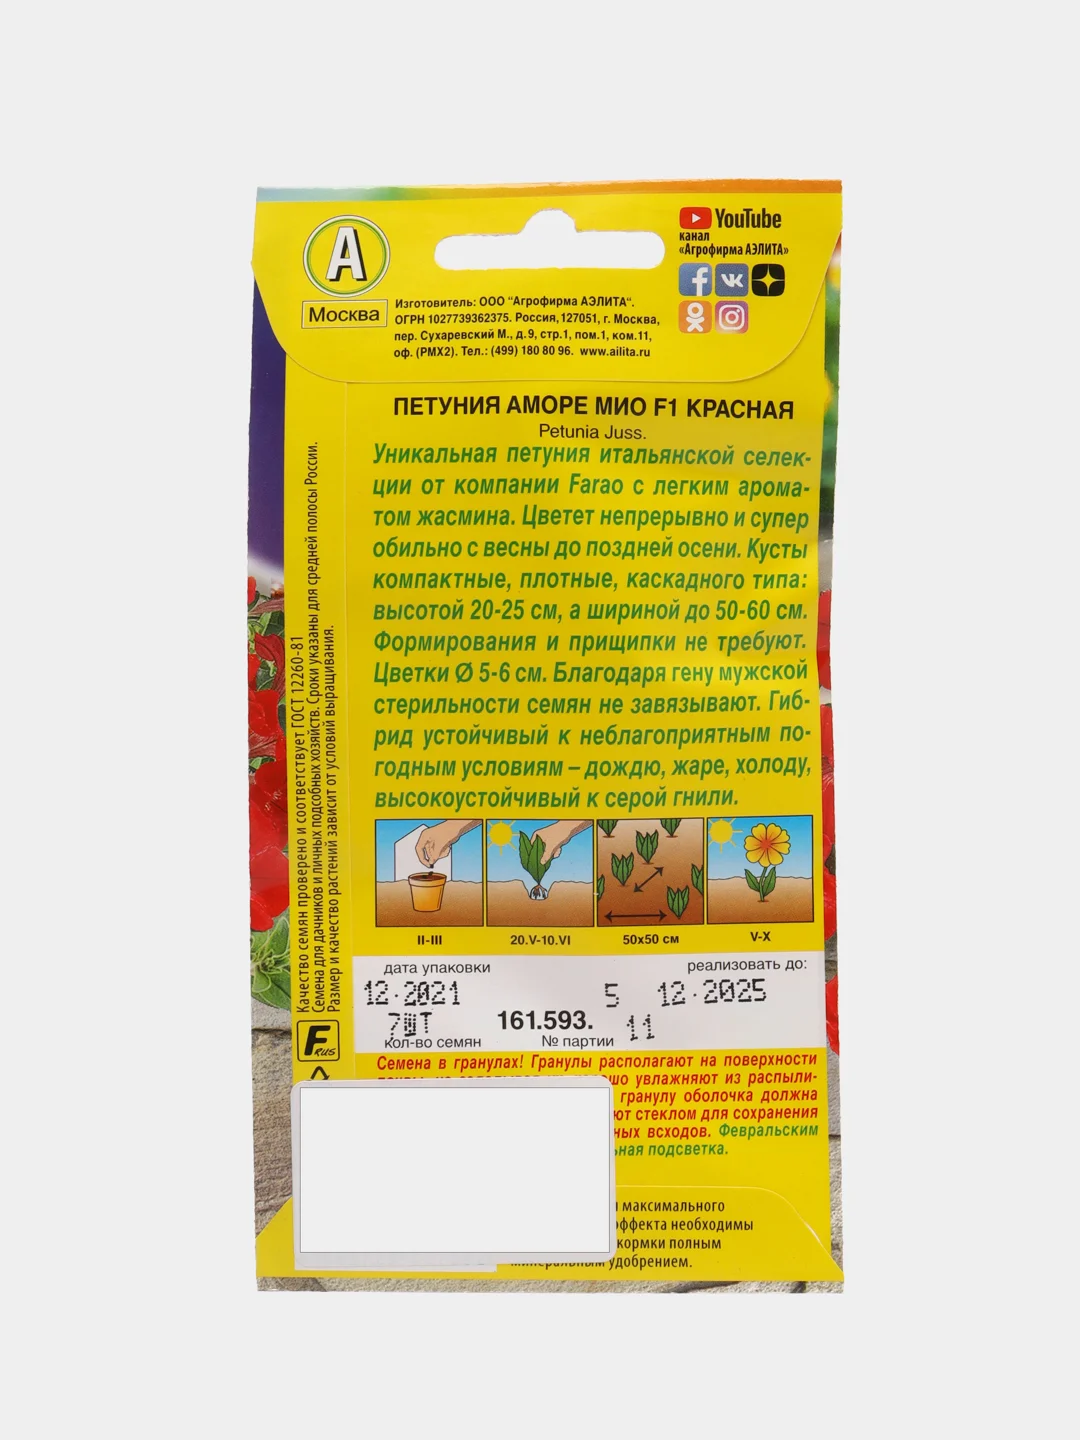 А
Москва
YouTube
канал
«Агрофирма АЭЛИТА»
Изготовитель: ООО "Агрофирма АЭЛИТА".
ОГРН 1027739362375. Россия,127051, г. Москва,
пер. Сухаревский М., д.9, стр.1, пом.1, ком.11,
оф. (РМХ2). Тел.: (499) 180 80 96. www.ailita.ru
ПЕТУНИЯ АМОРЕ МИО F1 КРАСНАЯ
Petunia Juss.
Уникальная петуния итальянской селек-
ции от компании Farao с легким арома-
том жасмина. Цветет непрерывно и супер
обильно с весны до поздней осени. Кусты
компактные, плотные, каскадного типа:
высотой 20-25 см, а шириной до 50-60 см.
Формирования и прищипки не требуют.
Цветки Ø 5-6 см. Благодаря гену мужской
стерильности семян не завязывают. Гиб-
рид устойчивый к неблагоприятным по-
годным условиям – дождю, жаре, холоду,
высокоустойчивый к серой гнили.
II-III 20.V-10.VI 50x50 см V-X
дата упаковки реализовать до:
12.2021 5 12.2025
7ШТ 161.593. 11
кол-во семян № партии
Качество семян проверено и соответствует ГОСТ 12260-81
Семена для дачников и личных подсобных хозяйств. Сроки указаны для средней полосы России.
Размер и качество растений зависит от условий выращивания.
F RUS
Семена в гранулах! Гранулы располагают на поверхности
увлажняют из распыли-
гранулу оболочка должна
стеклом для сохранения
всходов. Февральским
подсветка.
максимального
необходимы
полным
удобрением.